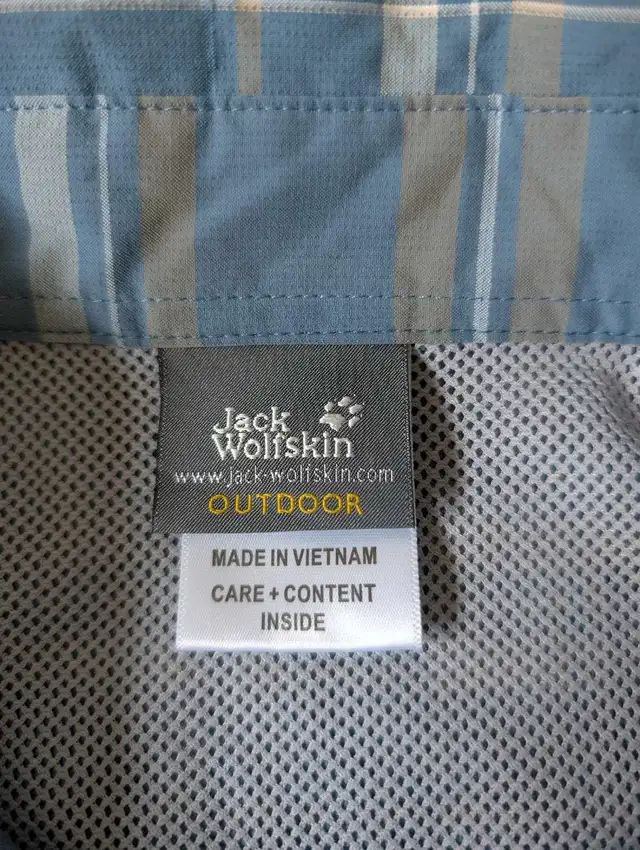 Jack
Wolfskin
www.jack-wolfskin.com
OUTDOOR
MADE IN VIETNAM
CARE + CONTENT
INSIDE